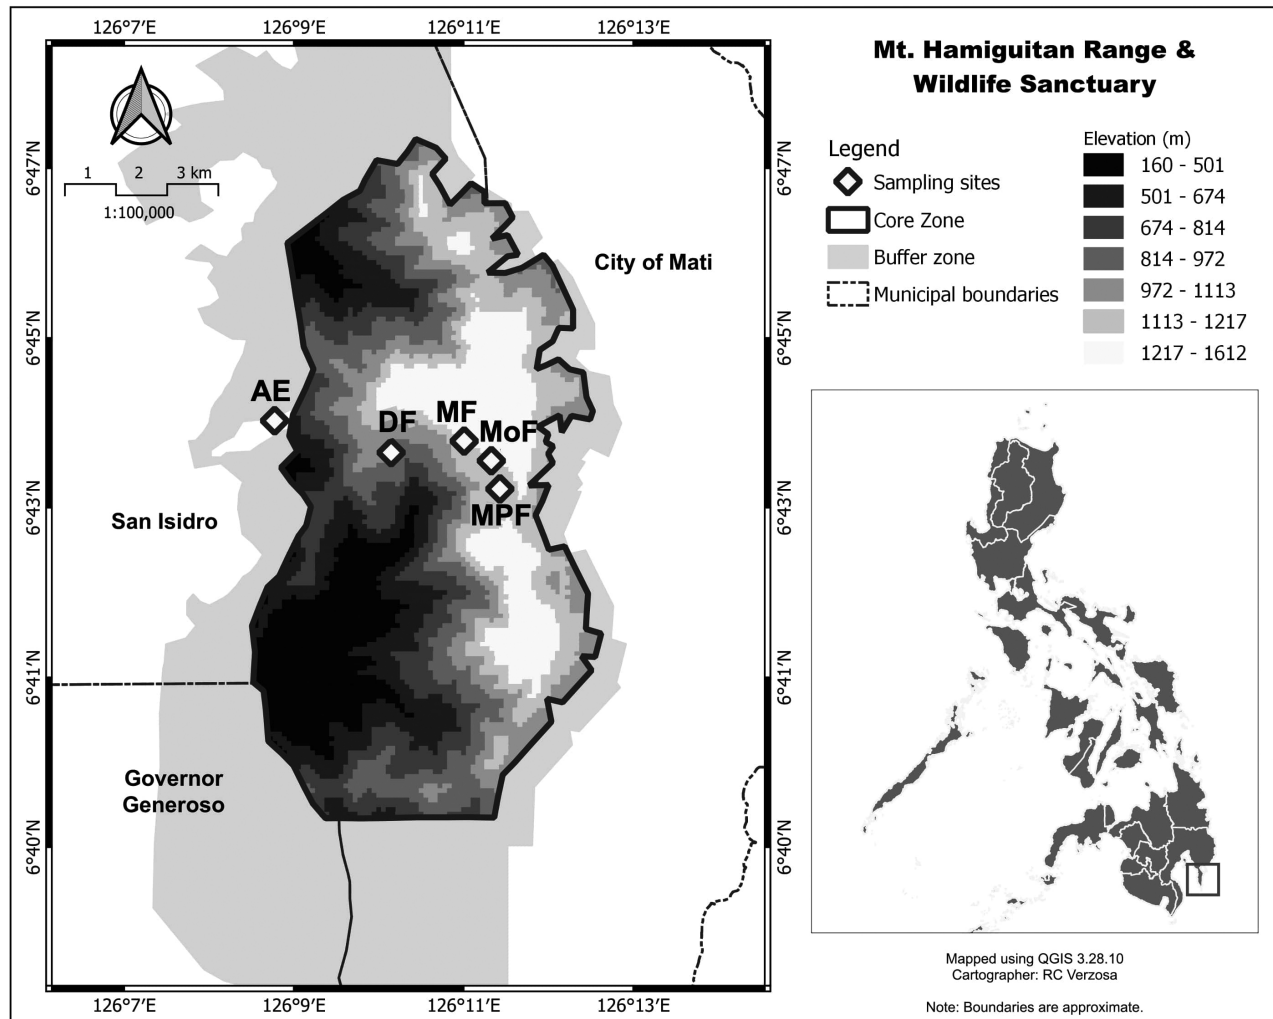 126°7′E
126°9′E
126°11′E
126°13′E
6°47′N
6°45′N
6°43′N
6°41′N
6°40′N
1 2 3 km
1:100,000
City of Mati
AE
DF
MF
MoF
MPF
San Isidro
Governor
Generoso
6°47′N
6°45′N
6°43′N
6°41′N
6°40′N
126°7′E
126°9′E
126°11′E
126°13′E
Mt. Hamiguitan Range &
Wildlife Sanctuary
Legend
Sampling sites
Core Zone
Buffer zone
Municipal boundaries
Elevation (m)
160 - 501
501 - 674
674 - 814
814 - 972
972 - 1113
1113 - 1217
1217 - 1612
Mapped using QGIS 3.28.10
Cartographer: RC Verzosa
Note: Boundaries are approximate.